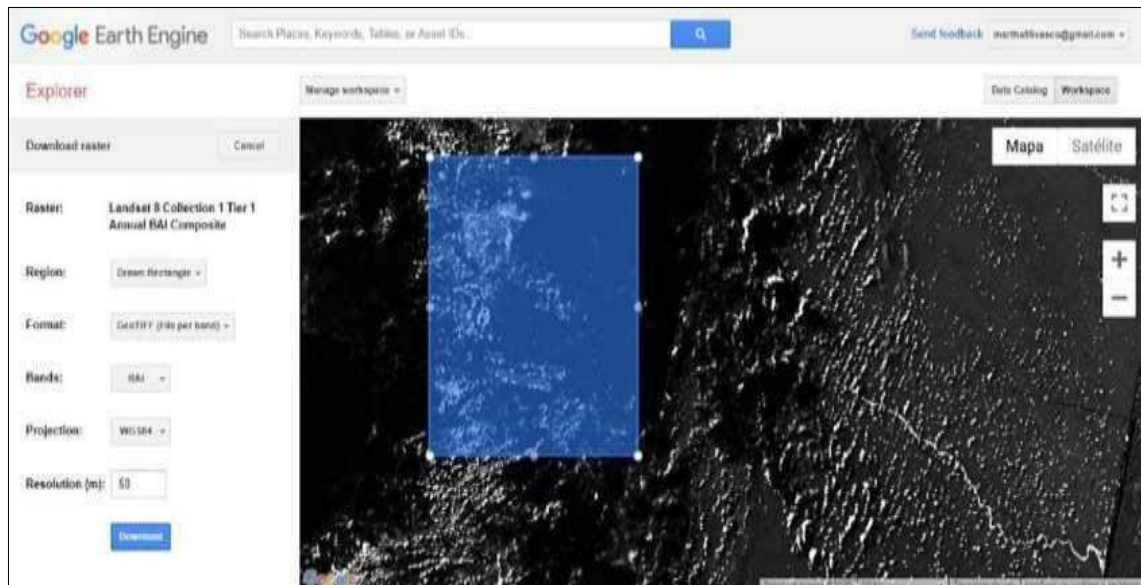 Google Earth Engine
Search Places, Keywords, Tables, or Asset IDs...
Send feedback
Explorer
Manage workspace
Data Catalog Workspace
Download raster
Cancel
Mapa Satélite
Raster: Landsat 8 Collection 1 Tier 1
Annual BAI Composite
Region: Drawn Rectangle
Format: GeoTIFF (File per band)
Bands: BAI
Projection: WGS84
Resolution (m):
Download
Google